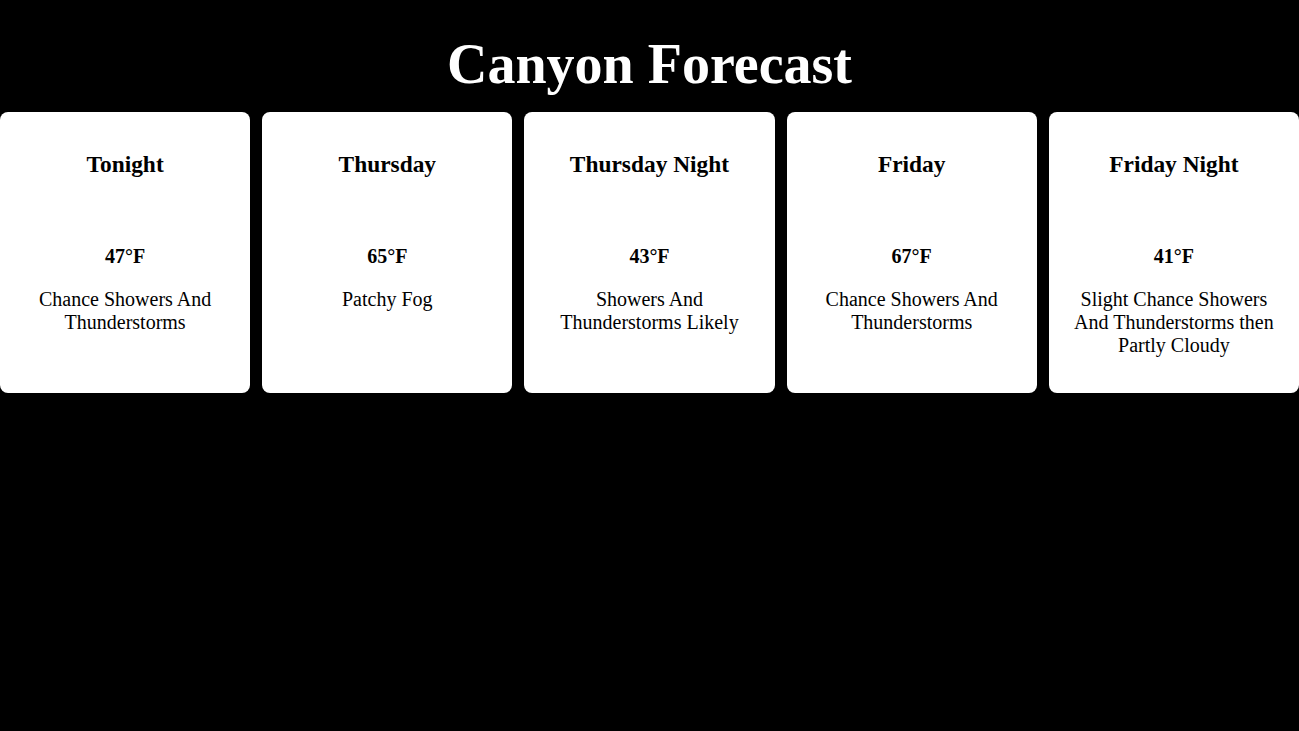 Canyon Forecast
Tonight
47°F
Chance Showers And
Thunderstorms
Thursday
65°F
Patchy Fog
Thursday Night
43°F
Showers And
Thunderstorms Likely
Friday
67°F
Chance Showers And
Thunderstorms
Friday Night
41°F
Slight Chance Showers
And Thunderstorms then
Partly Cloudy